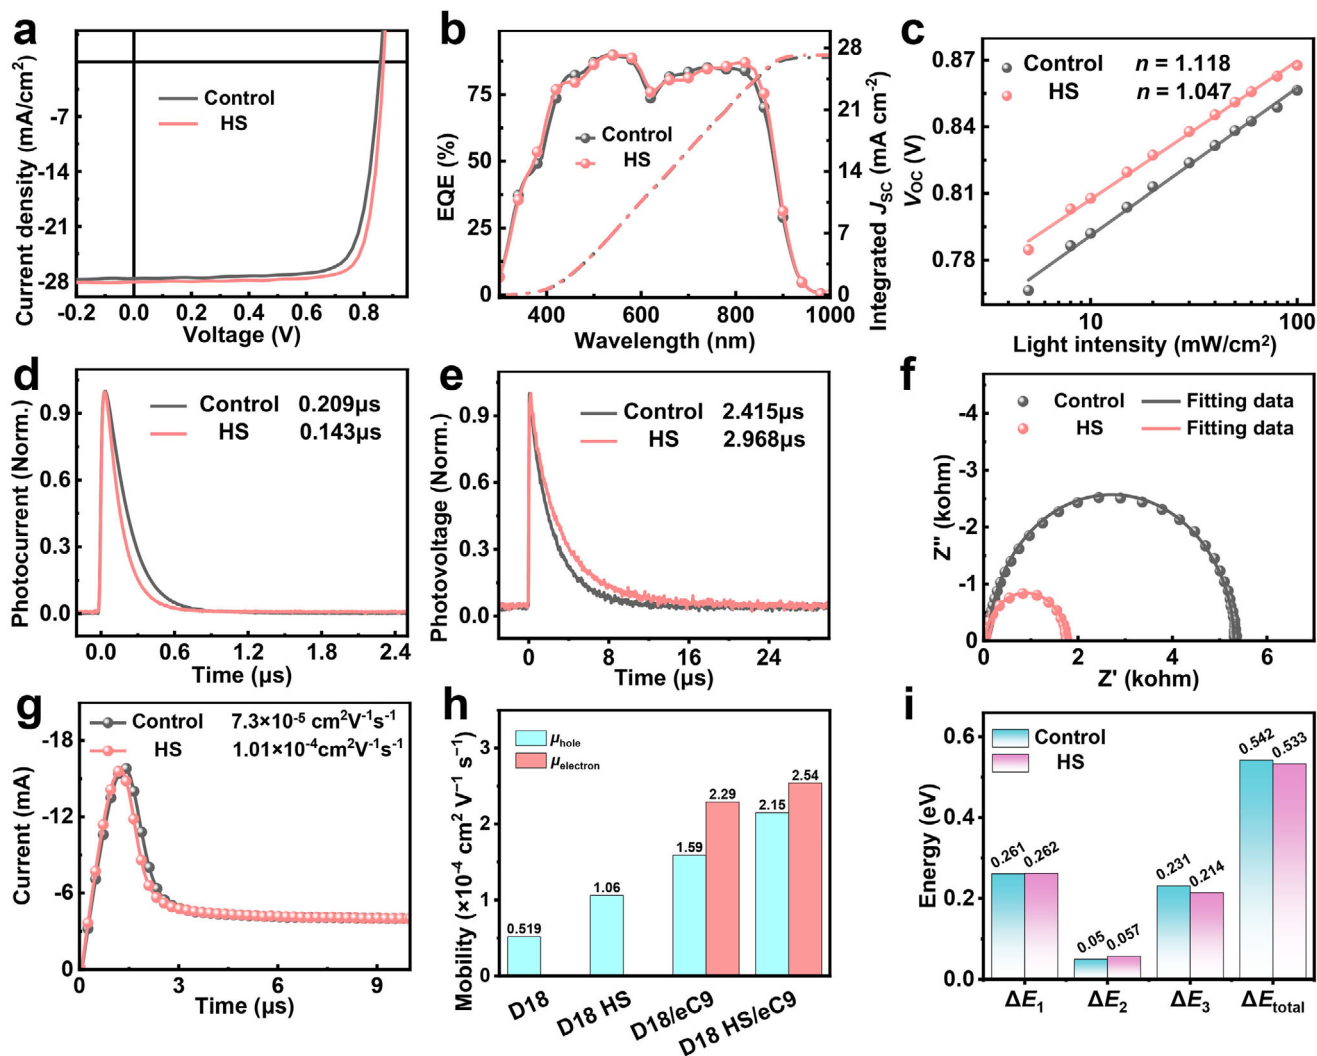 a
Current density (mA/cm²)
-7
-14
-21
-28
Control
HS
-0.2 0.0 0.2 0.4 0.6 0.8
Voltage (V)
b
EQE (%)
75
50
25
0
Control
HS
28
21
14
7
0
Integrated JSC (mA cm⁻²)
400 600 800 1000
Wavelength (nm)
c
VOC (V)
0.87
0.84
0.81
0.78
Control n = 1.118
HS n = 1.047
10 100
Light intensity (mW/cm²)
d
Photocurrent (Norm.)
0.9
0.6
0.3
0.0
Control 0.209μs
HS 0.143μs
0.0 0.6 1.2 1.8 2.4
Time (μs)
e
Photovoltage (Norm.)
0.9
0.6
0.3
0.0
Control 2.415μs
HS 2.968μs
0 8 16 24
Time (μs)
f
Z'' (kohm)
-4
-3
-2
-1
0
Control Fitting data
HS Fitting data
0 2 4 6
Z' (kohm)
g
Current (mA)
-18
-12
-6
0
Control 7.3×10⁻⁵ cm²V⁻¹s⁻¹
HS 1.01×10⁻⁴cm²V⁻¹s⁻¹
0 3 6 9
Time (μs)
h
Mobility (×10⁻⁴ cm² V⁻¹ s⁻¹)
3
2
1
0
μhole
μelectron
0.519
1.06
1.59
2.29
2.15
2.54
D18 D18 HS D18/eC9 D18 HS/eC9
i
Energy (eV)
0.6
0.4
0.2
0.0
Control
HS
0.261 0.262
0.05 0.057
0.231 0.214
0.542 0.533
ΔE1 ΔE2 ΔE3 ΔEtotal